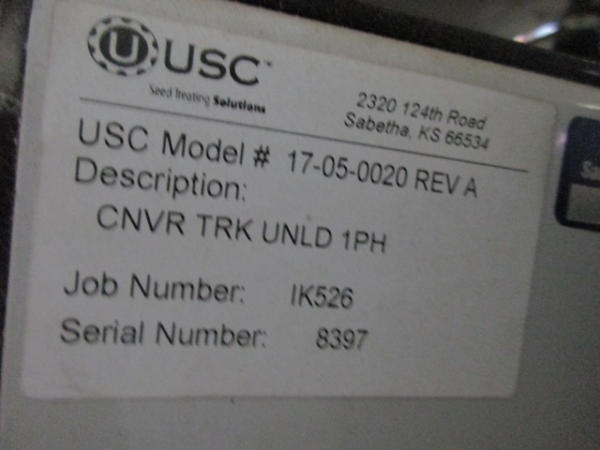 USC™
Seed Treating Solutions
2320 124th Road
Sabetha, KS 66534
USC Model # 17-05-0020 REV A
Description:
CNVR TRK UNLD 1PH
Job Number: IK526
Serial Number: 8397